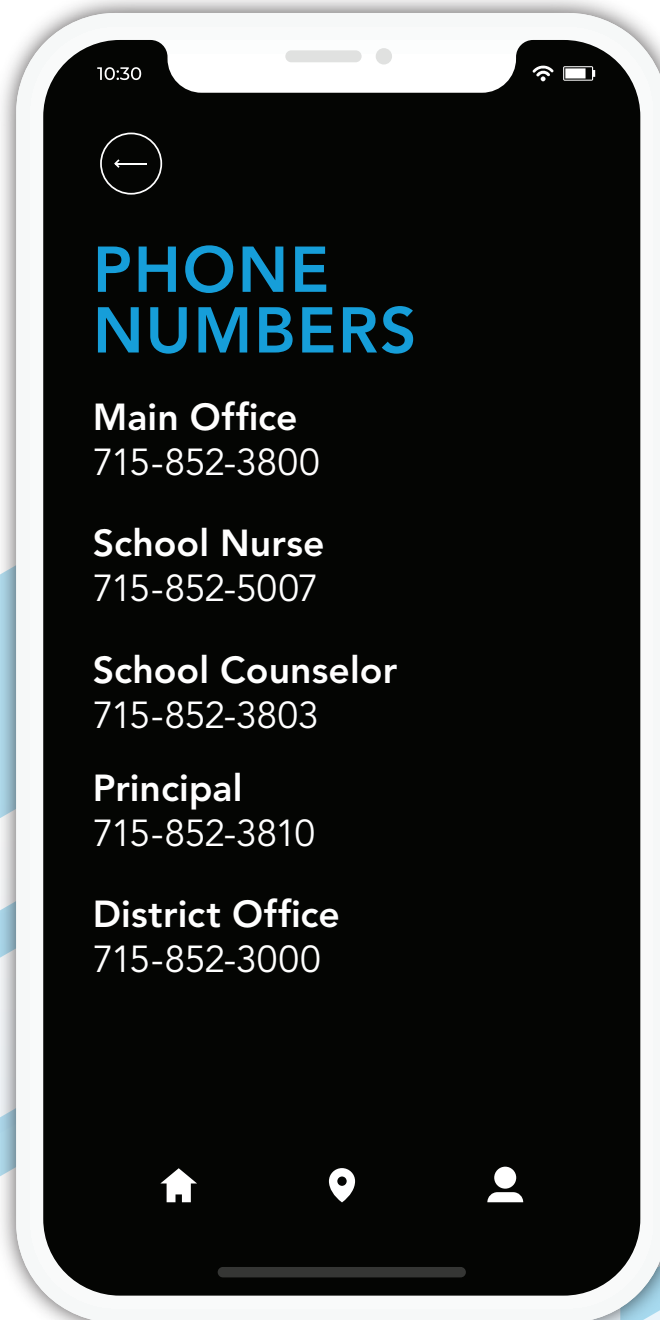 10:30
PHONE
NUMBERS
Main Office
715-852-3800
School Nurse
715-852-5007
School Counselor
715-852-3803
Principal
715-852-3810
District Office
715-852-3000